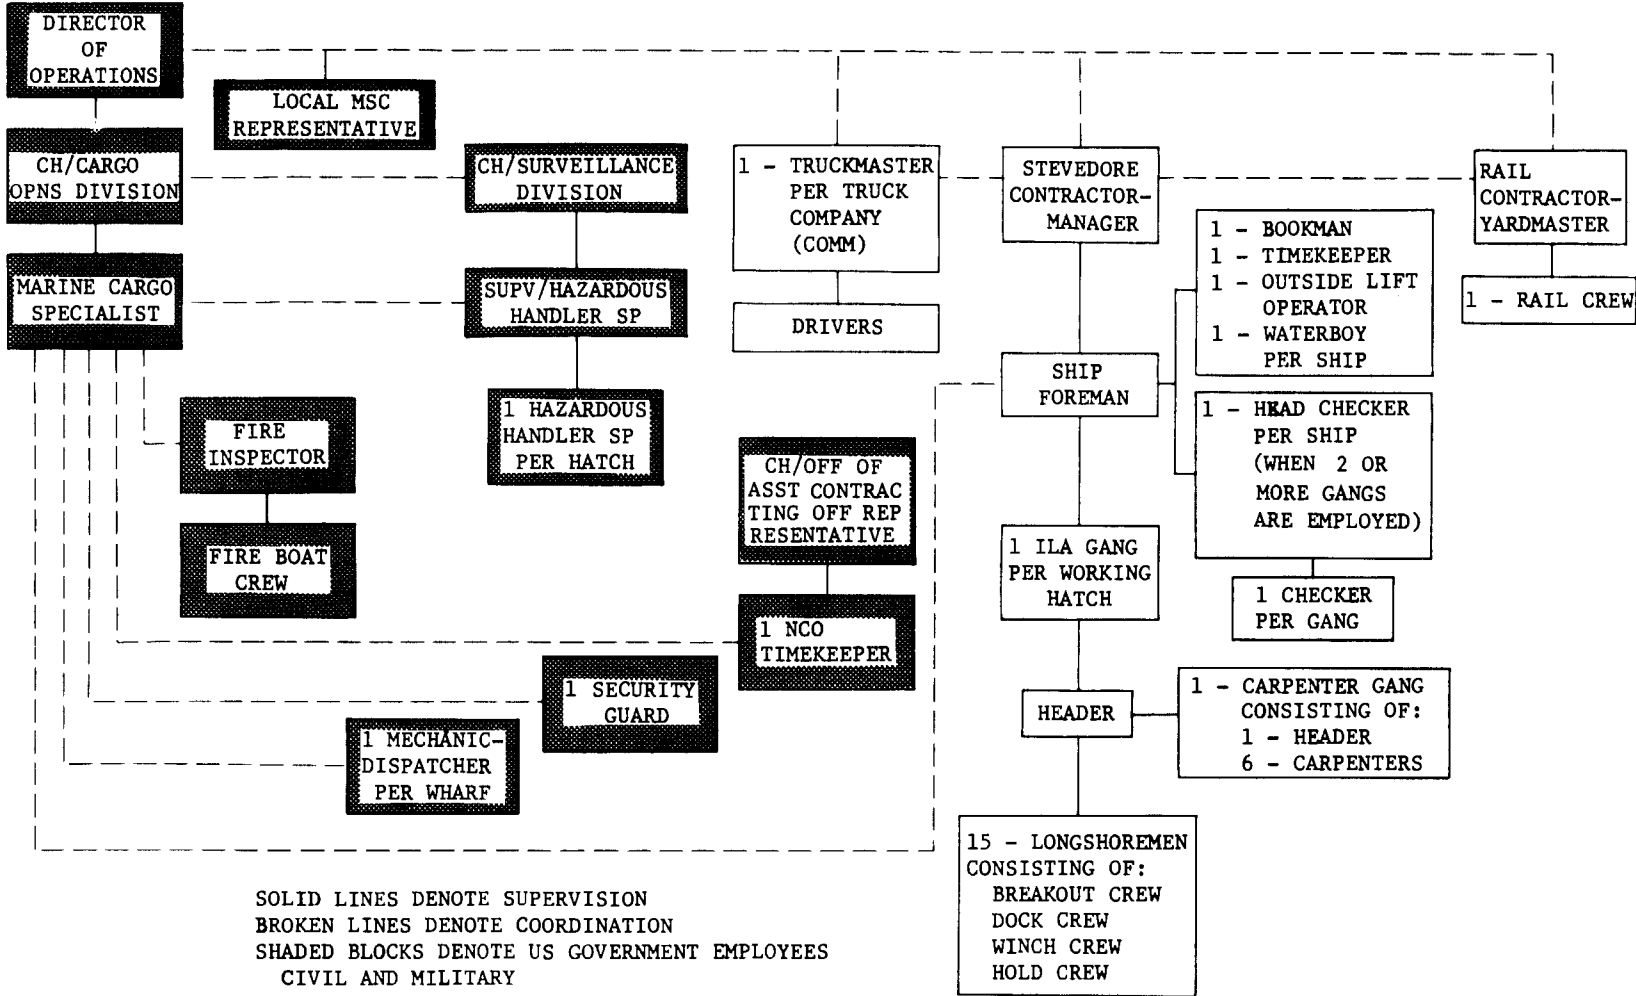 DIRECTOR
OF
OPERATIONS
LOCAL MSC
REPRESENTATIVE
CH/CARGO
OPNS DIVISION
CH/SURVEILLANCE
DIVISION
1 - TRUCKMASTER
PER TRUCK
COMPANY
(COMM)
STEVEDORE
CONTRACTOR-
MANAGER
RAIL
CONTRACTOR-
YARDMASTER
1 - BOOKMAN
1 - TIMEKEEPER
1 - OUTSIDE LIFT
OPERATOR
1 - WATERBOY
PER SHIP
MARINE CARGO
SPECIALIST
SUPV/HAZARDOUS
HANDLER SP
DRIVERS
1 - RAIL CREW
SHIP
FOREMAN
1 HAZARDOUS
HANDLER SP
PER HATCH
1 - HEAD CHECKER
PER SHIP
(WHEN 2 OR
MORE GANGS
ARE EMPLOYED)
FIRE
INSPECTOR
CH/OFF OF
ASST CONTRAC
TING OFF REP
RESENTATIVE
FIRE BOAT
CREW
1 ILA GANG
PER WORKING
HATCH
1 CHECKER
PER GANG
1 NCO
TIMEKEEPER
1 SECURITY
GUARD
HEADER
1 - CARPENTER GANG
CONSISTING OF:
1 - HEADER
6 - CARPENTERS
1 MECHANIC-
DISPATCHER
PER WHARF
15 - LONGSHOREMEN
CONSISTING OF:
BREAKOUT CREW
DOCK CREW
WINCH CREW
HOLD CREW
SOLID LINES DENOTE SUPERVISION
BROKEN LINES DENOTE COORDINATION
SHADED BLOCKS DENOTE US GOVERNMENT EMPLOYEES
CIVIL AND MILITARY